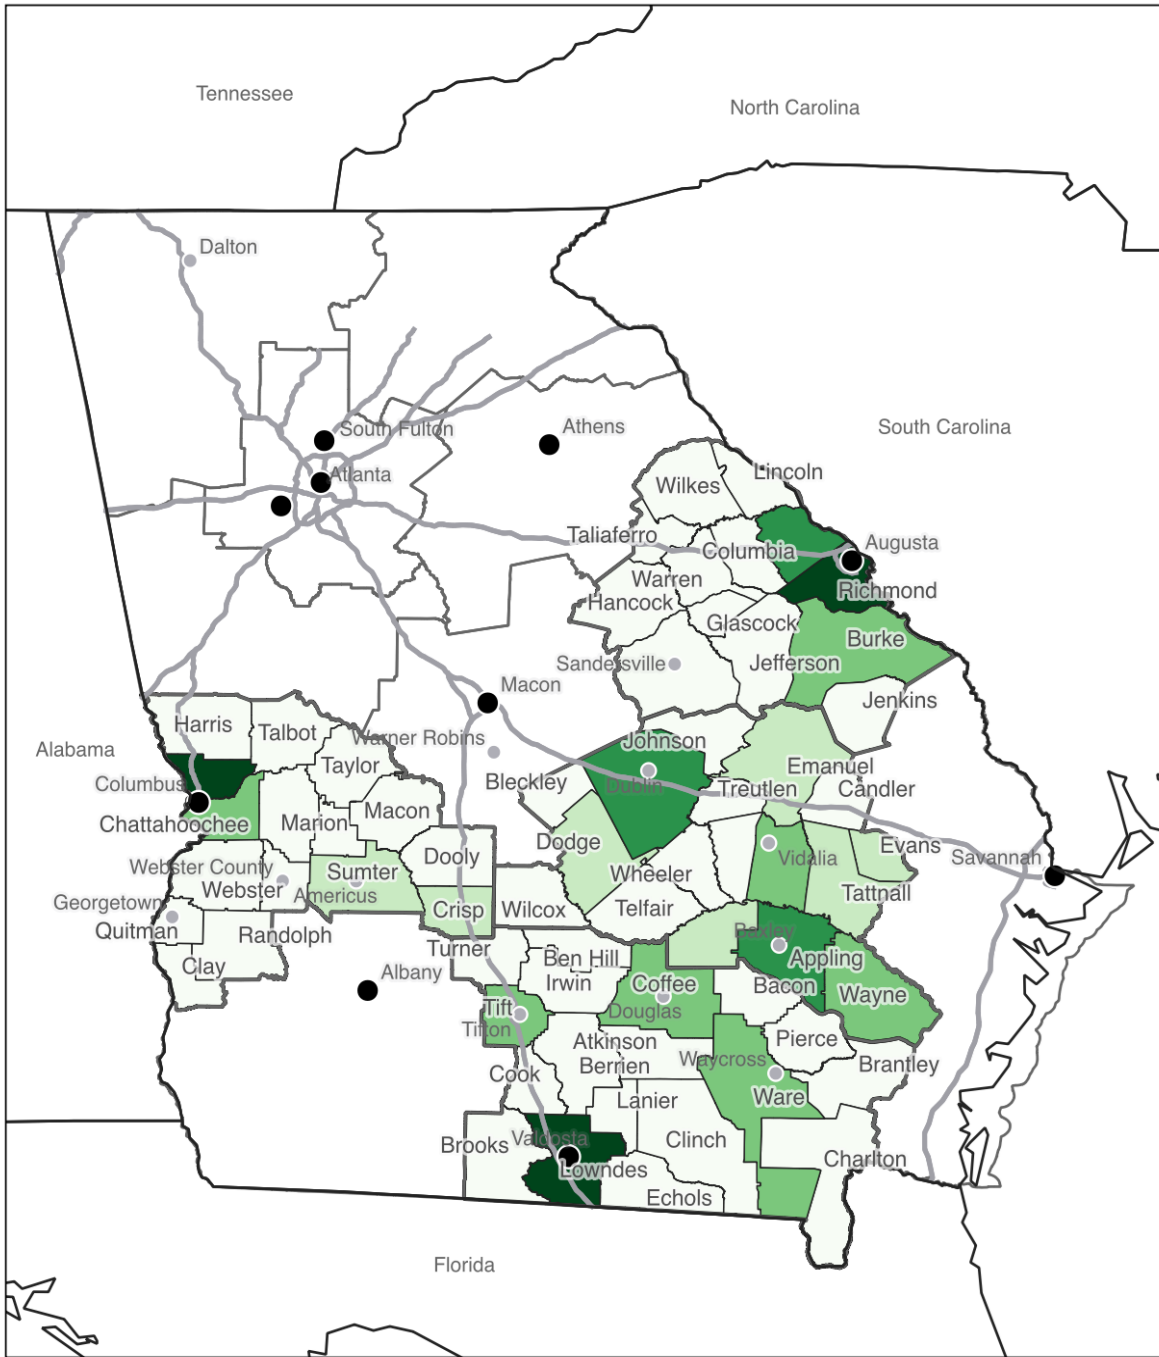 Tennessee
North Carolina
Dalton
South Carolina
South Fulton
Athens
Atlanta
Lincoln
Wilkes
Taliaferro
Columbia
Augusta
Warren
Richmond
Hancock
Glascock
Burke
Sandersville
Jefferson
Macon
Jenkins
Harris
Talbot
Warner Robins
Johnson
Alabama
Taylor
Emanuel
Columbus
Bleckley
Dublin
Treutlen
Candler
Macon
Chattahoochee
Marion
Dodge
Evans
Dooly
Vidalia
Savannah
Webster County
Sumter
Wheeler
Webster
Americus
Tattnall
Georgetown
Crisp
Wilcox
Telfair
Quitman
Randolph
Baxley
Turner
Ben Hill
Appling
Clay
Albany
Irwin
Coffee
Bacon
Wayne
Tift
Douglas
Tifton
Atkinson
Pierce
Waycross
Berrien
Brantley
Cook
Ware
Lanier
Valdosta
Clinch
Brooks
Charlton
Lowndes
Echols
Florida